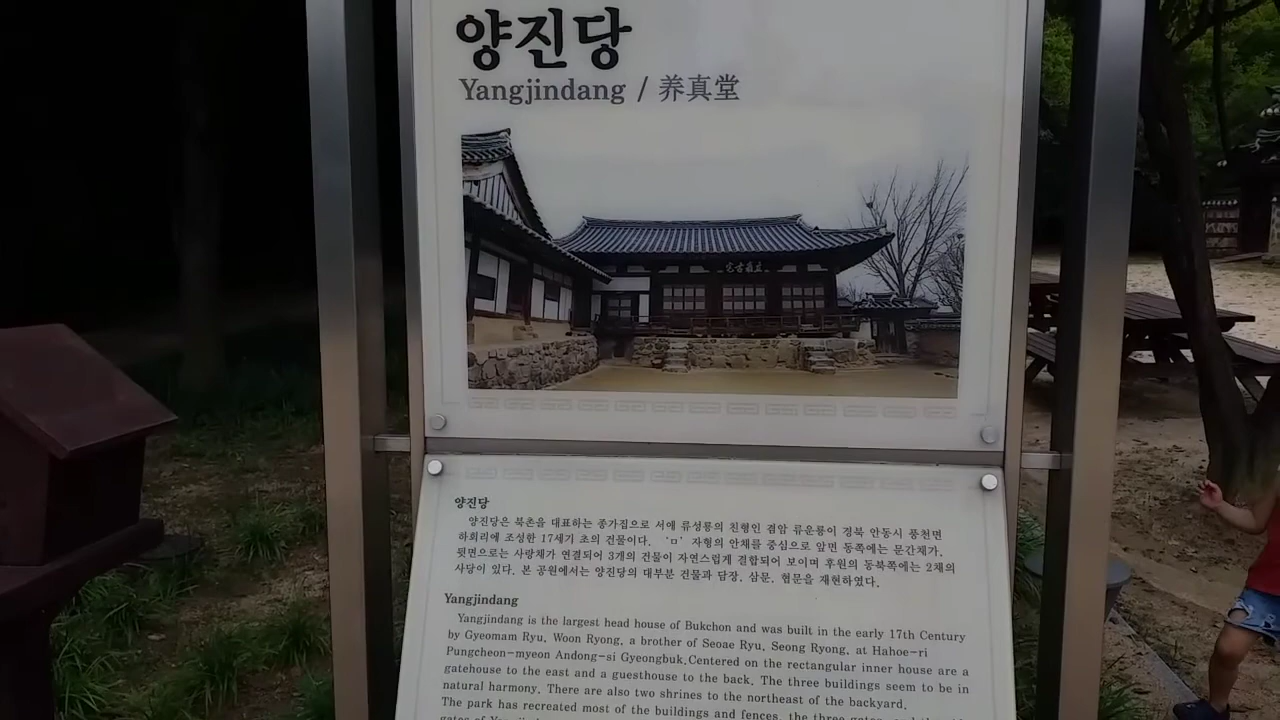 양진당
Yangjindang / 养真堂
양진당
양진당은 북촌을 대표하는 종가집으로 서애 류성룡의 친형인 겸암 류운룡이 경북 안동시 풍천면
하회리에 조성한 17세기 초의 건물이다. 'ㅁ' 자형의 안채를 중심으로 앞면 동쪽에는 문간채가,
뒷면으로는 사랑채가 연결되어 3개의 건물이 자연스럽게 결합되어 보이며 후원의 동북쪽에는 2채의
사당이 있다. 본 공원에서는 양진당의 대부분 건물과 담장, 삼문, 협문을 재현하였다.
Yangjindang
Yangjindang is the largest head house of Bukchon and was built in the early 17th Century
by Gyeomam Ryu, Woon Ryong, a brother of Seoae Ryu, Seong Ryong, at Hahoe-ri
Pungcheon-myeon Andong-si Gyeongbuk.Centered on the rectangular inner house are a
gatehouse to the east and a guesthouse to the back. The three buildings seem to be in
natural harmony. There are also two shrines to the northeast of the backyard.
The park has recreated most of the buildings and fences, the three gates,
gates of